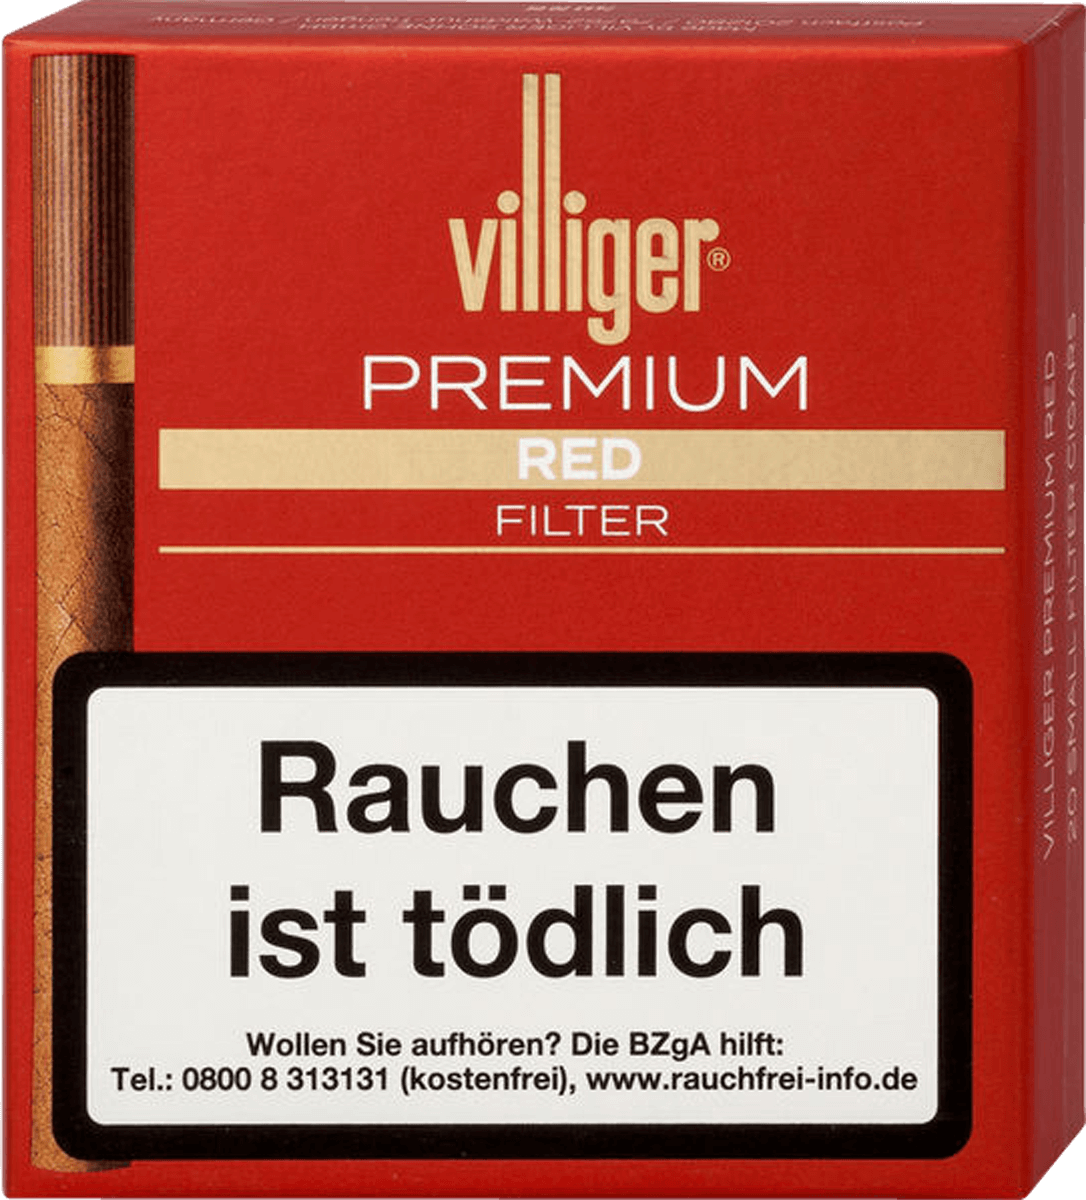 villiger®
PREMIUM
RED
FILTER
Rauchen
ist tödlich
Wollen Sie aufhören? Die BZgA hilft:
Tel.: 0800 8 313131 (kostenfrei), www.rauchfrei-info.de
VILLIGER PREMIUM RED
20 SMALL FILTER CIGARS